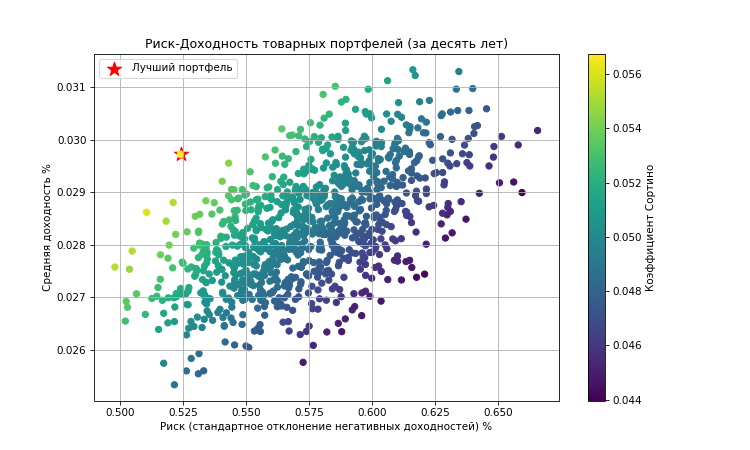 Риск-Доходность товарных портфелей (за десять лет)
Лучший портфель
Средняя доходность %
0.031
0.030
0.029
0.028
0.027
0.026
0.500 0.525 0.550 0.575 0.600 0.625 0.650
Риск (стандартное отклонение негативных доходностей) %
0.056
0.054
0.052
0.050
0.048
0.046
0.044
Коэффициент Сортино